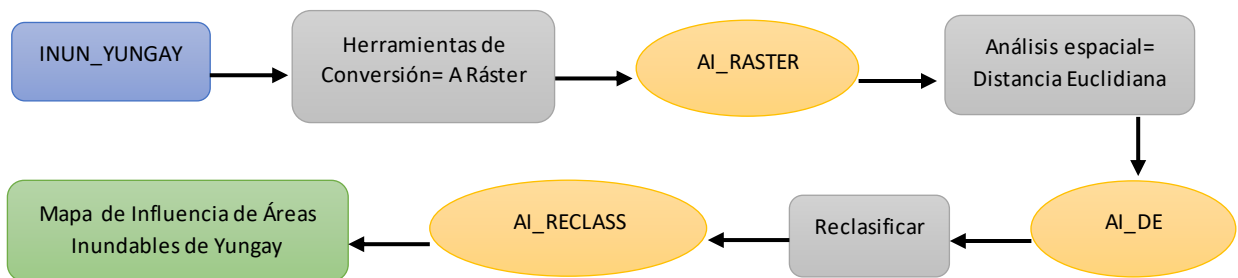 INUN_YUNGAY
Herramientas de
Conversión= A Ráster
AI_RASTER
Análisis espacial=
Distancia Euclidiana
AI_DE
Reclasificar
AI_RECLASS
Mapa de Influencia de Áreas
Inundables de Yungay